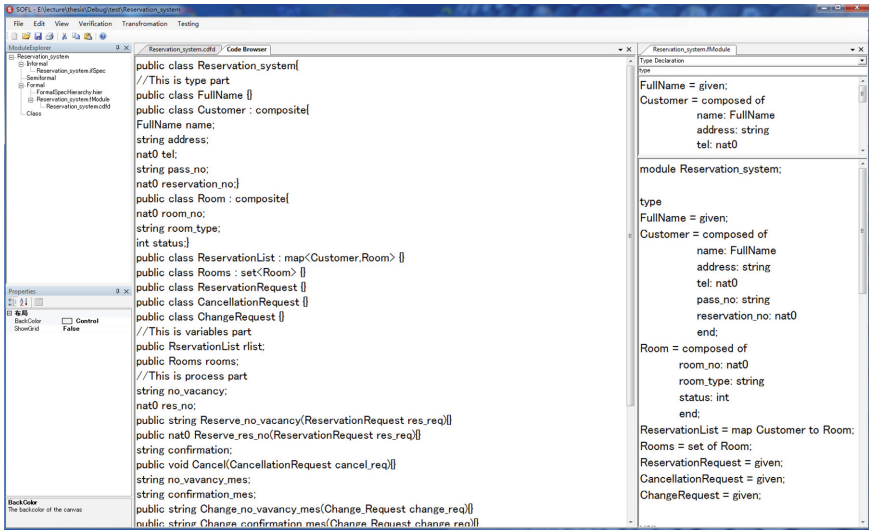 SOFL - E:\lecture\thesis\Debug\test\Reservation_system
File Edit View Verification Transfromation Testing
ModuleExplorer
Reservation_system
Informal
Reservation_system.ifSpec
Semiformal
Formal
FormalSpecHierarchy.hier
Reservation_system.fModule
Reservation_system.cdfd
Class
Properties
布局
BackColor Control
ShowGrid False
BackColor
The backcolor of the canvas
Reservation_system.cdfd Code Browser
public class Reservation_system{
//This is type part
public class FullName {}
public class Customer : composite{
FullName name;
string address;
nat0 tel;
string pass_no;
nat0 reservation_no;}
public class Room : composite{
nat0 room_no;
string room_type;
int status;}
public class ReservationList : map<Customer,Room> {}
public class Rooms : set<Room> {}
public class ReservationRequest {}
public class CancellationRequest {}
public class ChangeRequest {}
//This is variables part
public RservationList rlist;
public Rooms rooms;
//This is process part
string no_vacancy;
nat0 res_no;
public string Reserve_no_vacancy(ReservationRequest res_req){}
public nat0 Reserve_res_no(ReservationRequest res_req){}
string confirmation;
public void Cancel(CancellationRequest cancel_req){}
string no_vavancy_mes;
string confirmation_mes;
public string Change_no_vavancy_mes(Change_Request change_req){}
public string Change_confirmation_mes(Change_Request change_req){}
Reservation_system.fModule
Type Declaration
type
FullName = given;
Customer = composed of
name: FullName
address: string
tel: nat0
module Reservation_system;
type
FullName = given;
Customer = composed of
name: FullName
address: string
tel: nat0
pass_no: string
reservation_no: nat0
end;
Room = composed of
room_no: nat0
room_type: string
status: int
end;
ReservationList = map Customer to Room;
Rooms = set of Room;
ReservationRequest = given;
CancellationRequest = given;
ChangeRequest = given;